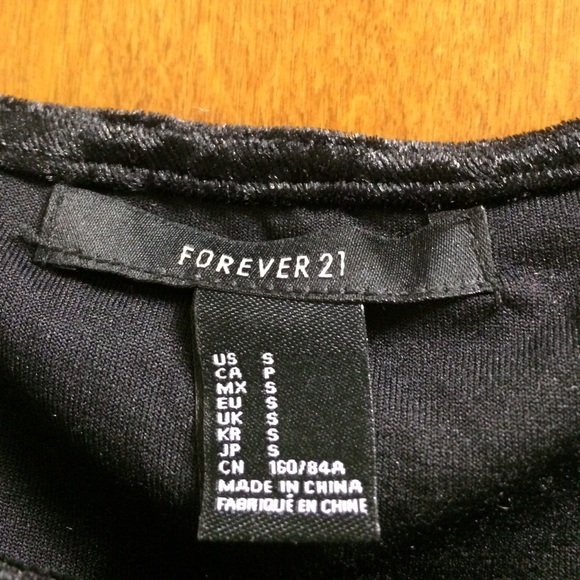 FOREVER 21
US S
CA P
MX S
EU S
UK S
KR S
JP S
CN 160/84A
MADE IN CHINA
FABRIQUÉ EN CHINE